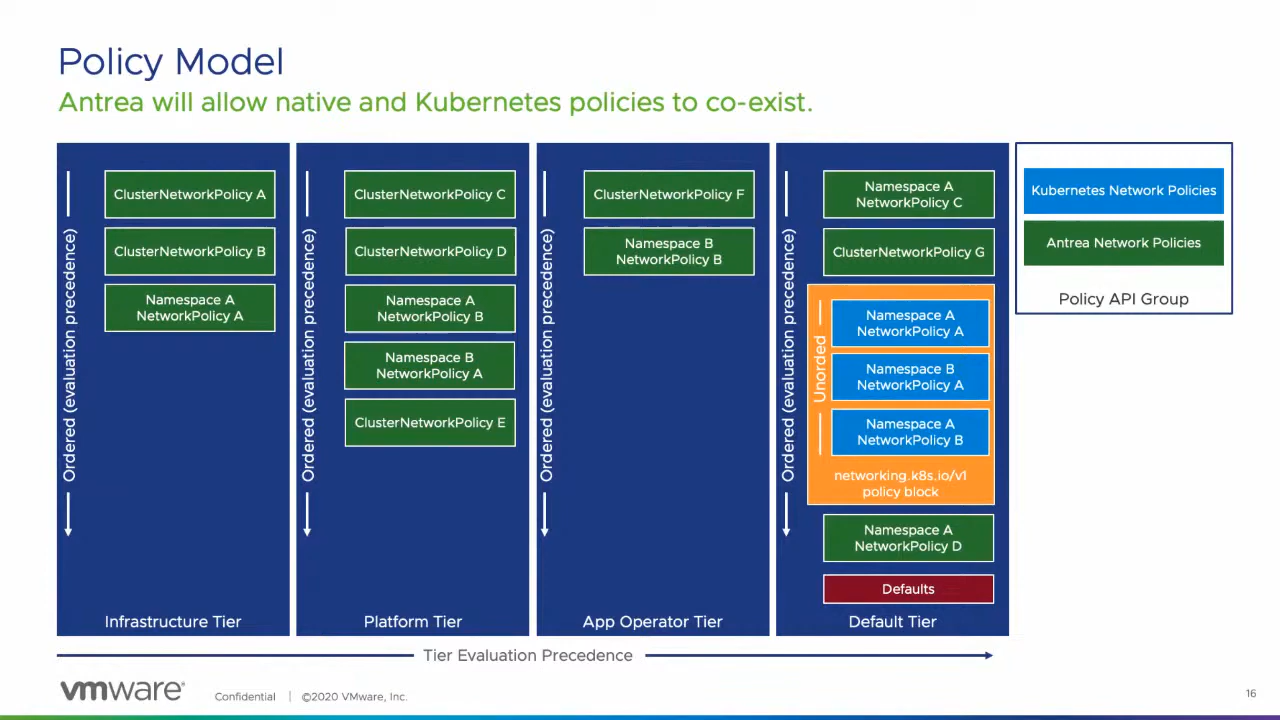 Policy Model
Antrea will allow native and Kubernetes policies to co-exist.
Ordered (evaluation precedence)
ClusterNetworkPolicy A
ClusterNetworkPolicy B
Namespace A
NetworkPolicy A
Infrastructure Tier
Ordered (evaluation precedence)
ClusterNetworkPolicy C
ClusterNetworkPolicy D
Namespace A
NetworkPolicy B
Namespace B
NetworkPolicy A
ClusterNetworkPolicy E
Platform Tier
Ordered (evaluation precedence)
ClusterNetworkPolicy F
Namespace B
NetworkPolicy B
App Operator Tier
Ordered (evaluation precedence)
Namespace A
NetworkPolicy C
ClusterNetworkPolicy G
Unorded
Namespace A
NetworkPolicy A
Namespace B
NetworkPolicy A
Namespace A
NetworkPolicy B
networking.k8s.io/v1
policy block
Namespace A
NetworkPolicy D
Defaults
Default Tier
Kubernetes Network Policies
Antrea Network Policies
Policy API Group
Tier Evaluation Precedence
vmware®
Confidential | ©2020 VMware, Inc.
16